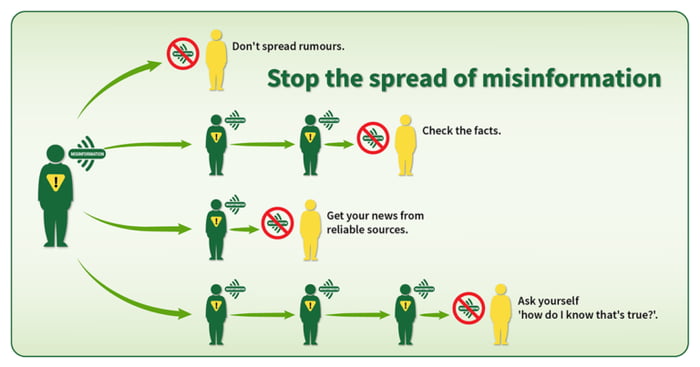 Don't spread rumours.
Stop the spread of misinformation
MISINFORMATION
Check the facts.
Get your news from
reliable sources.
Ask yourself
'how do I know that's true?'.